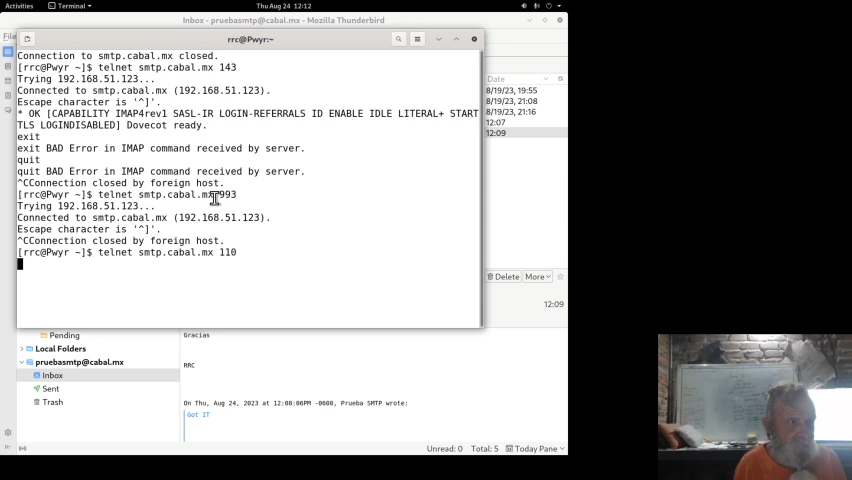 Activities
Terminal
Thu Aug 24 12:12
Inbox - pruebasmtp@cabal.mx - Mozilla Thunderbird
rrc@Pwyr:~
Connection to smtp.cabal.mx closed.
[rrc@Pwyr ~]$ telnet smtp.cabal.mx 143
Trying 192.168.51.123...
Connected to smtp.cabal.mx (192.168.51.123).
Escape character is '^]'.
* OK [CAPABILITY IMAP4rev1 SASL-IR LOGIN-REFERRALS ID ENABLE IDLE LITERAL+ START
TLS LOGINDISABLED] Dovecot ready.
exit
exit BAD Error in IMAP command received by server.
quit
quit BAD Error in IMAP command received by server.
^CConnection closed by foreign host.
[rrc@Pwyr ~]$ telnet smtp.cabal.mx 993
Trying 192.168.51.123...
Connected to smtp.cabal.mx (192.168.51.123).
Escape character is '^]'.
^CConnection closed by foreign host.
[rrc@Pwyr ~]$ telnet smtp.cabal.mx 110
Date
8/19/23, 19:55
8/19/23, 21:08
8/19/23, 21:16
12:07
12:09
Delete
More
12:09
Pending
Local Folders
pruebasmtp@cabal.mx
Inbox
Sent
Trash
Gracias
RRC
On Thu, Aug 24, 2023 at 12:08:06PM -0600, Prueba SMTP wrote:
Got IT
Unread: 0 Total: 5 Today Pane